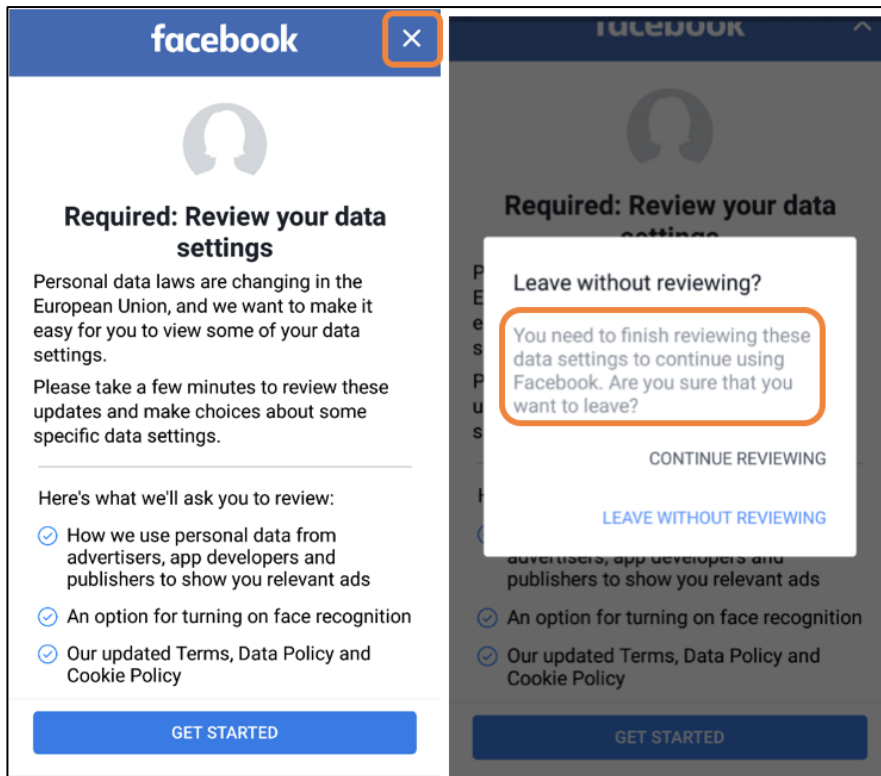 facebook
Required: Review your data
settings
Personal data laws are changing in the
European Union, and we want to make it
easy for you to view some of your data
settings.
Please take a few minutes to review these
updates and make choices about some
specific data settings.
Here's what we'll ask you to review:
How we use personal data from
advertisers, app developers and
publishers to show you relevant ads
An option for turning on face recognition
Our updated Terms, Data Policy and
Cookie Policy
GET STARTED
facebook
Required: Review your data
settings
Leave without reviewing?
You need to finish reviewing these
data settings to continue using
Facebook. Are you sure that you
want to leave?
CONTINUE REVIEWING
LEAVE WITHOUT REVIEWING
advertisers, app developers and
publishers to show you relevant ads
An option for turning on face recognition
Our updated Terms, Data Policy and
Cookie Policy
GET STARTED